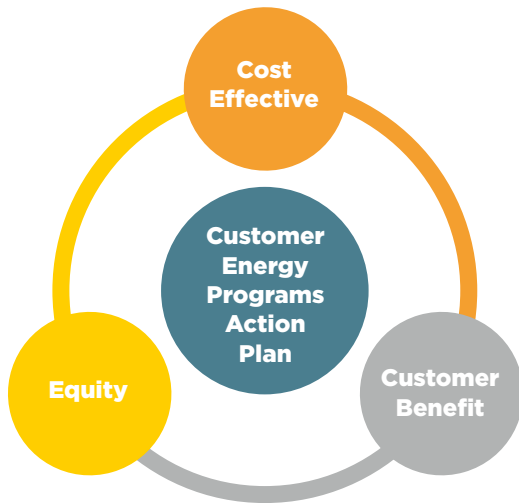 Cost
Effective
Customer
Energy
Programs
Action
Plan
Equity
Customer
Benefit